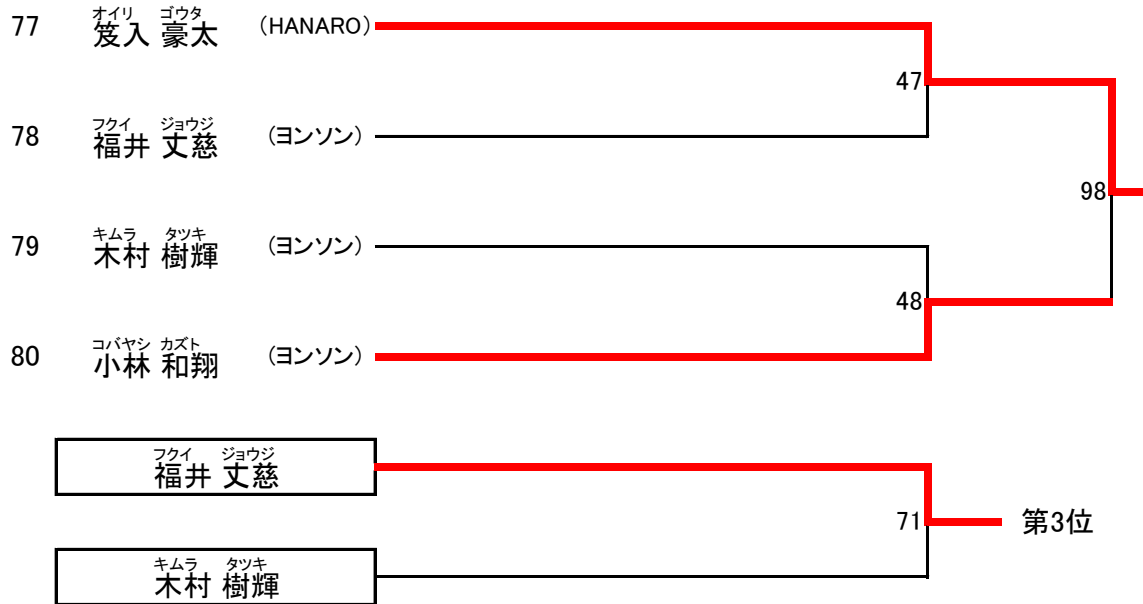 オイリ ゴウタ
77 笈入 豪太 (HANARO)
47
フクイ ジョウジ
78 福井 丈慈 (ヨンソン)
98
キムラ タツキ
79 木村 樹輝 (ヨンソン)
48
コバヤシ カズト
80 小林 和翔 (ヨンソン)
フクイ ジョウジ
福井 丈慈
71 第3位
キムラ タツキ
木村 樹輝